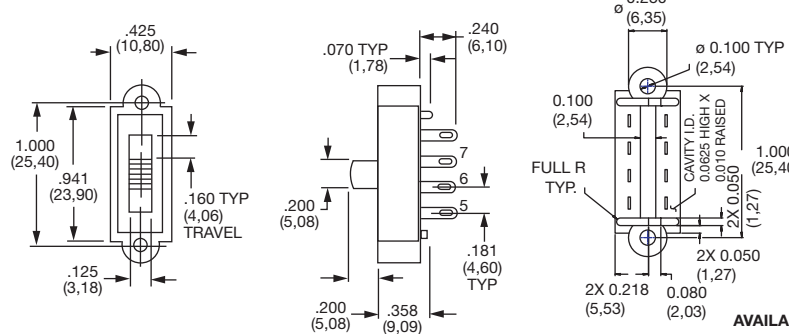 .425
(10,80)
1.000
(25,40)
.941
(23,90)
.160 TYP
(4,06)
TRAVEL
.125
(3,18)
.070 TYP
(1,78)
.240
(6,10)
7
6
5
.200
(5,08)
.181
(4,60)
TYP
.200
(5,08)
.358
(9,09)
(6,35)
ø 0.100 TYP
(2,54)
0.100
(2,54)
FULL R
TYP.
CAVITY I.D.
0.0625 HIGH X
0.010 RAISED
2X 0.050
(1,27)
1.000
(25,40
2X 0.050
(1,27)
2X 0.218
(5,53)
0.080
(2,03)
AVAILA